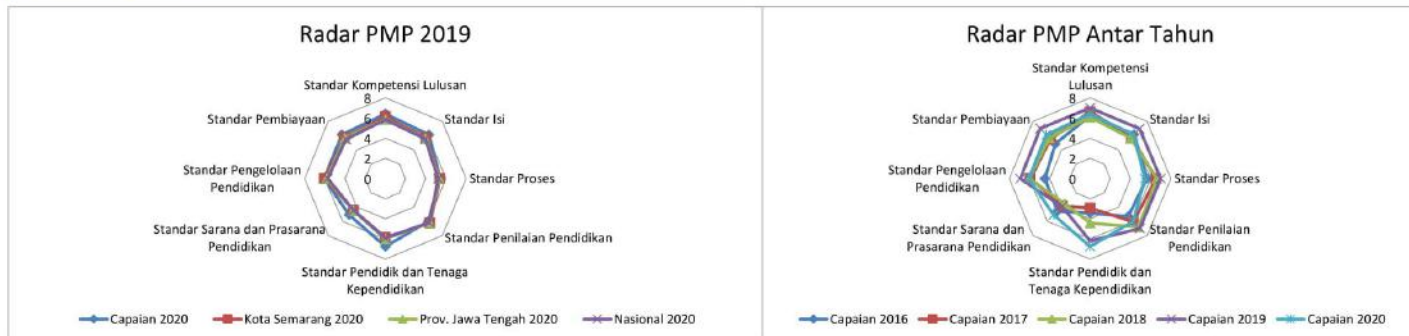 Radar PMP 2019
Standar Kompetensi Lulusan
8
6
4
2
0
Standar Isi
Standar Proses
Standar Penilaian Pendidikan
Standar Pendidik dan Tenaga
Kependidikan
Standar Sarana dan Prasarana
Pendidikan
Standar Pengelolaan
Pendidikan
Standar Pembiayaan
Capaian 2020
Kota Semarang 2020
Prov. Jawa Tengah 2020
Nasional 2020
Radar PMP Antar Tahun
Standar Kompetensi
Lulusan
8
6
4
2
0
Standar Isi
Standar Proses
Standar Penilaian
Pendidikan
Standar Pendidik dan
Tenaga Kependidikan
Standar Sarana dan
Prasarana Pendidikan
Standar Pengelolaan
Pendidikan
Standar Pembiayaan
Capaian 2016
Capaian 2017
Capaian 2018
Capaian 2019
Capaian 2020